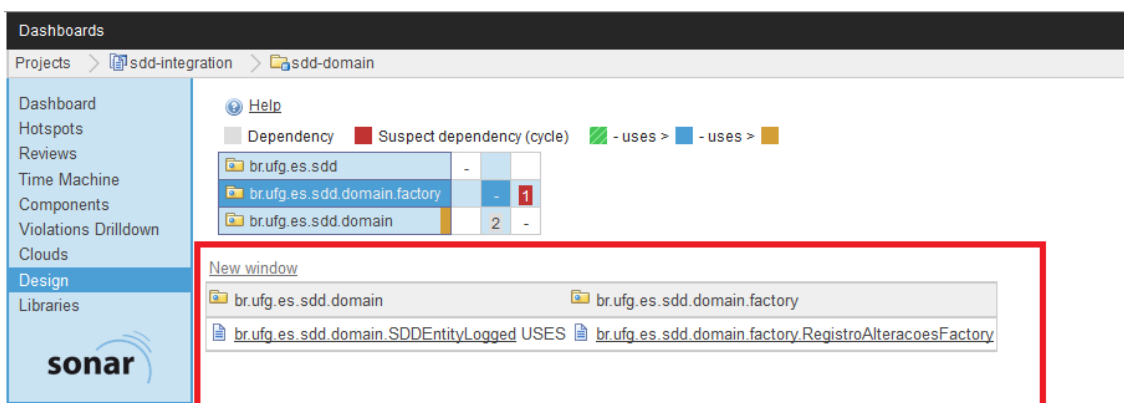 Dashboards
Projects sdd-integration sdd-domain
Dashboard
Hotspots
Reviews
Time Machine
Components
Violations Drilldown
Clouds
Design
Libraries
sonar
Help
Dependency Suspect dependency (cycle) - uses > - uses >
br.ufg.es.sdd -
br.ufg.es.sdd.domain.factory - 1
br.ufg.es.sdd.domain 2 -
New window
br.ufg.es.sdd.domain br.ufg.es.sdd.domain.factory
br.ufg.es.sdd.domain.SDDEntityLogged USES br.ufg.es.sdd.domain.factory.RegistroAlteracoesFactory